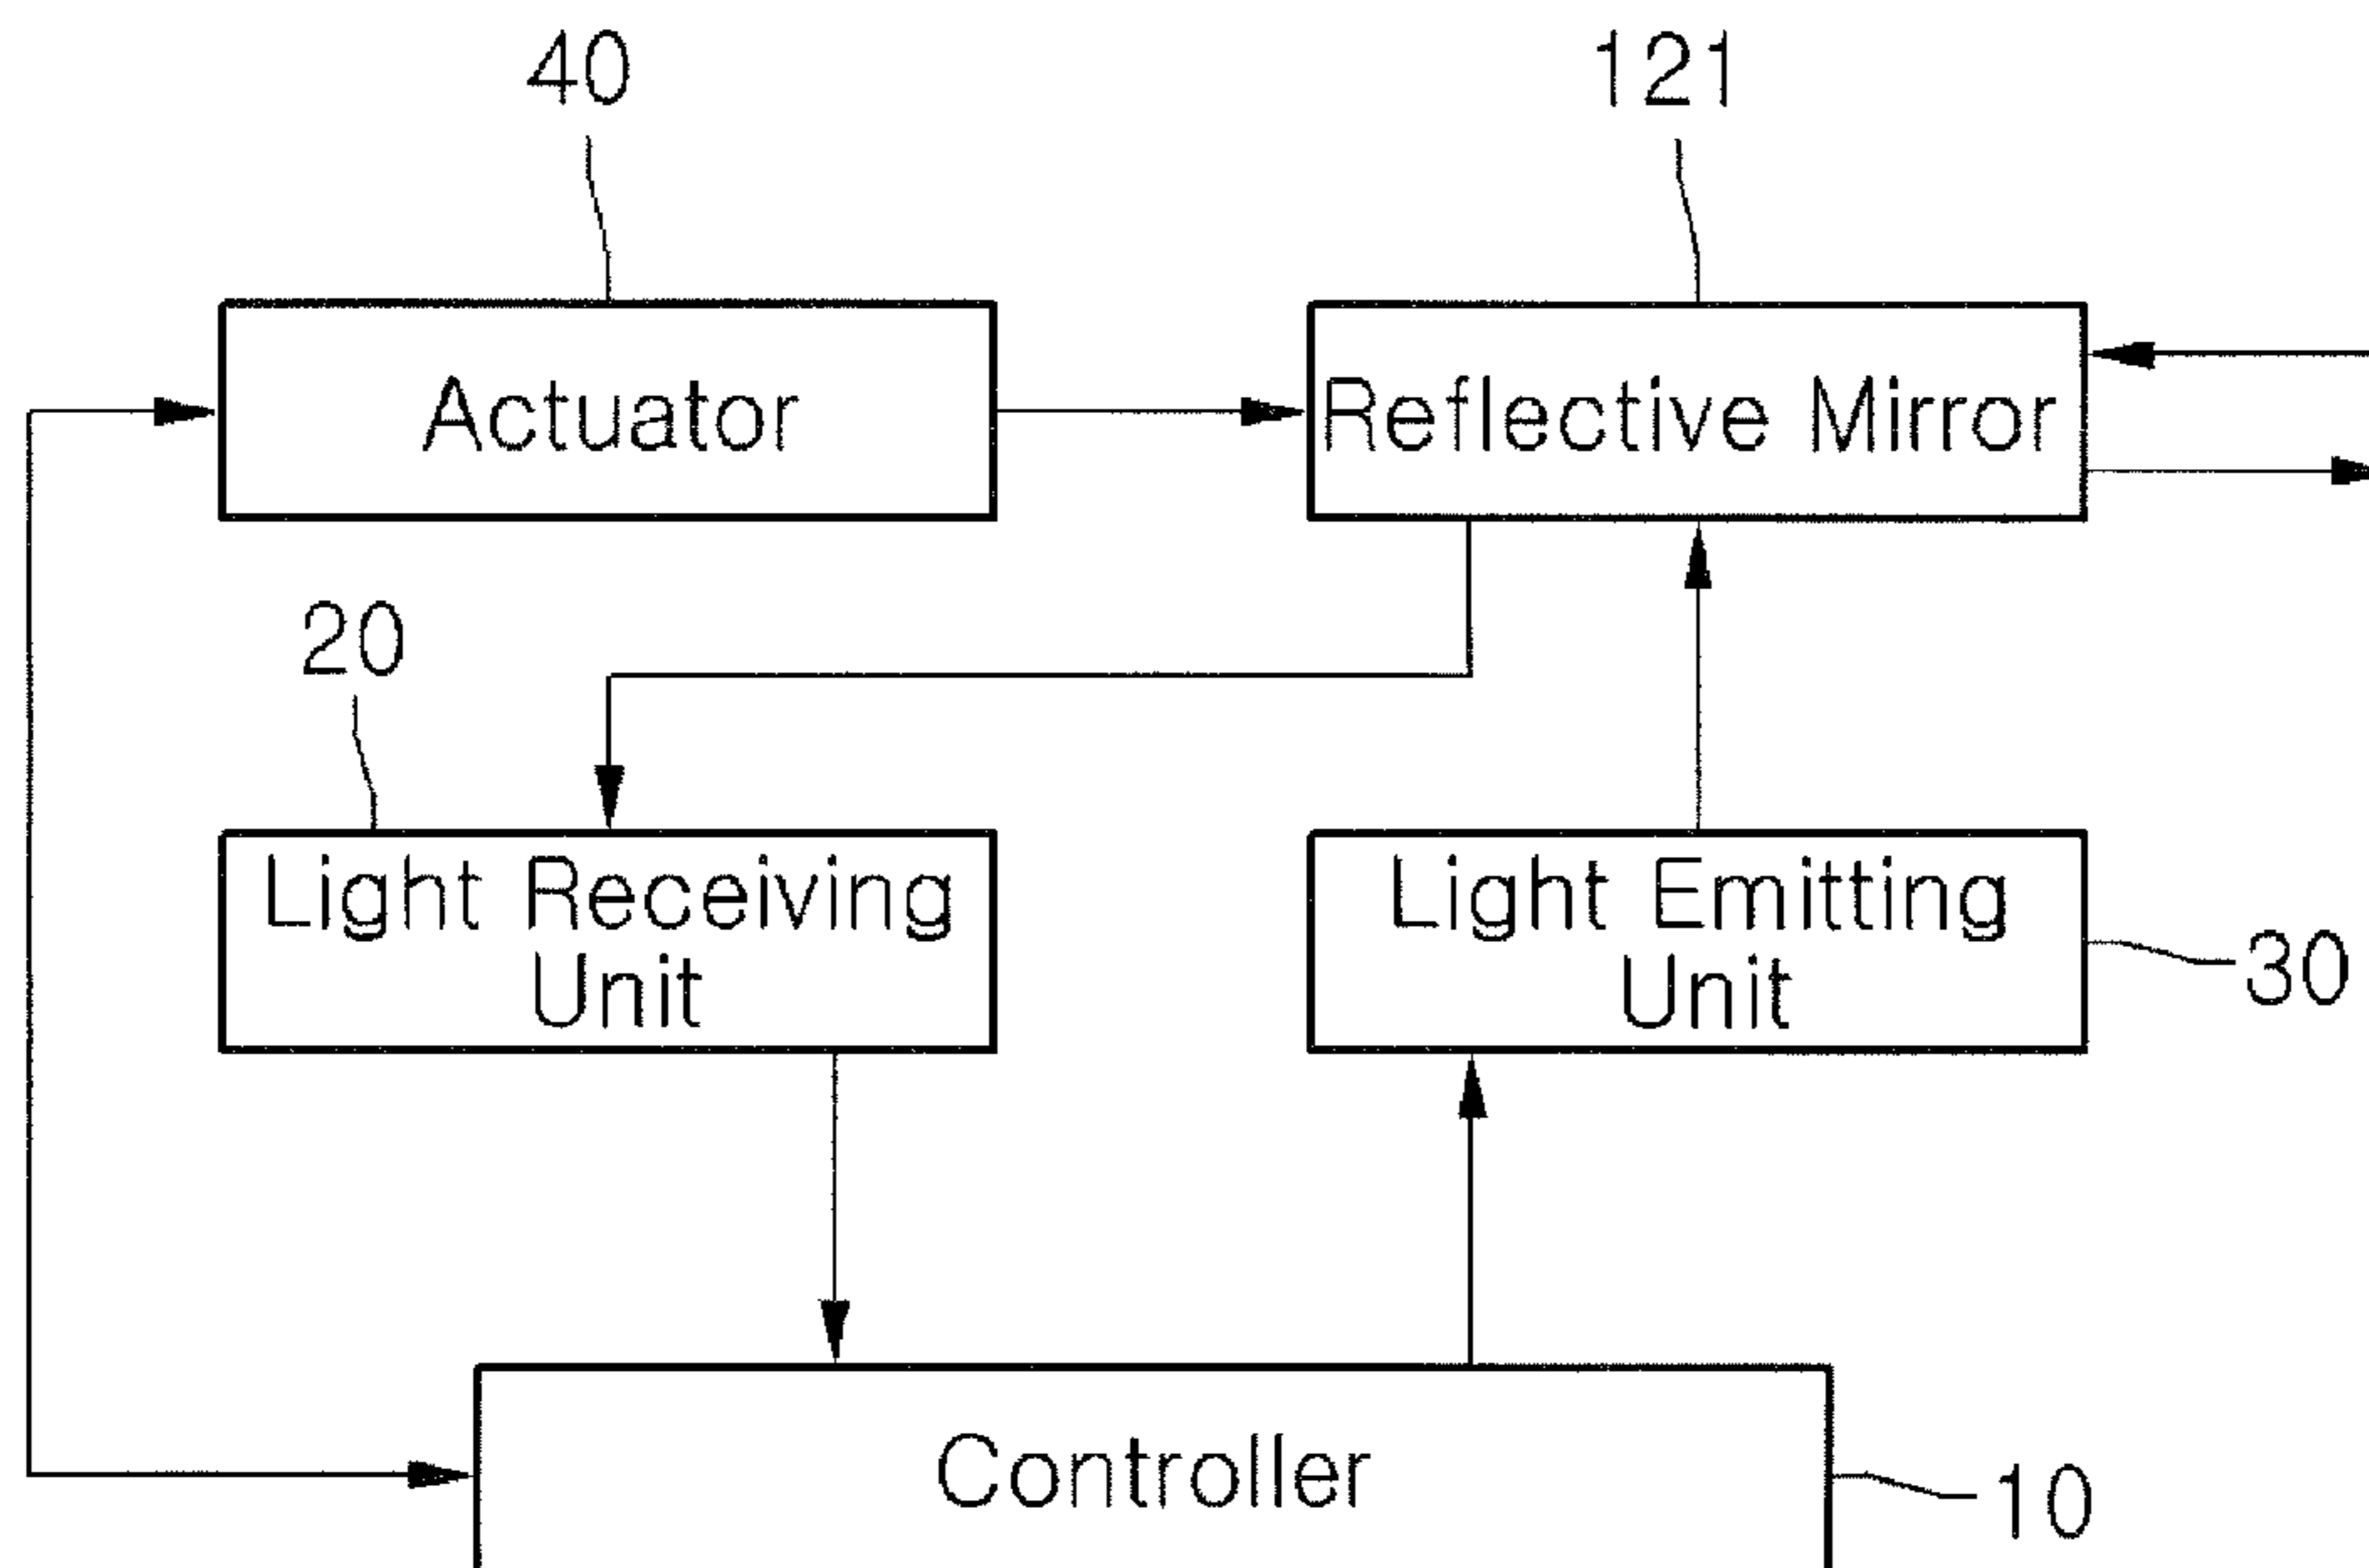 40
121
Actuator
Reflective Mirror
20
Light Receiving
Unit
Light Emitting
Unit
30
Controller
10